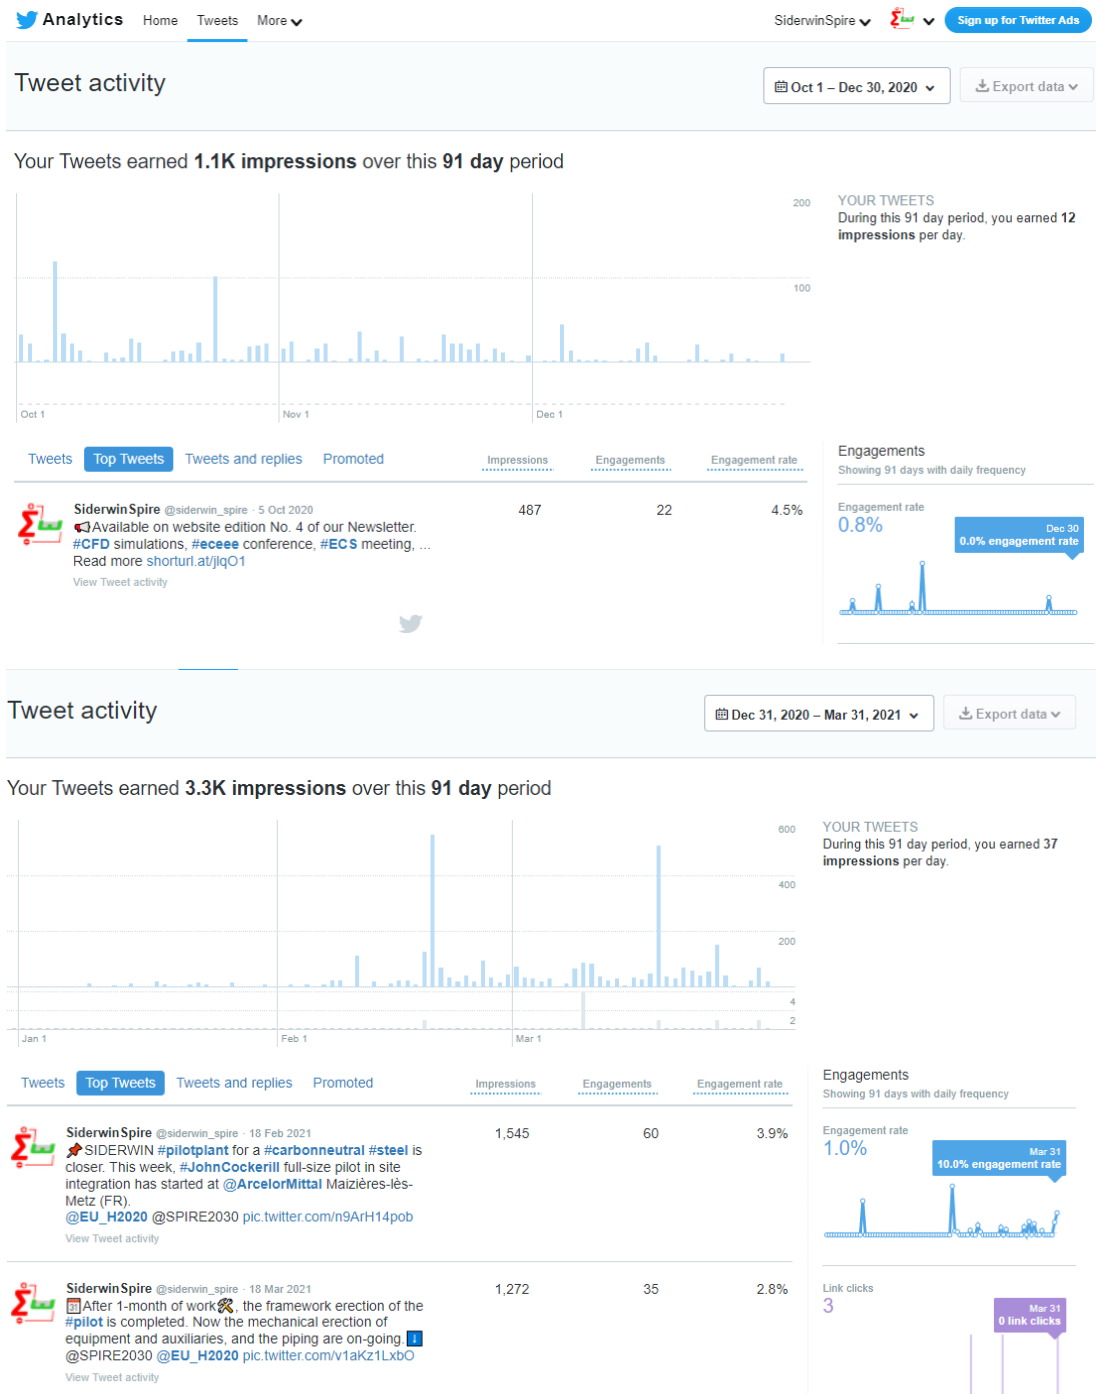 Analytics Home Tweets More SiderwinSpire Sign up for Twitter Ads
Tweet activity
Oct 1 – Dec 30, 2020
Export data
Your Tweets earned 1.1K impressions over this 91 day period
200
100
Oct 1 Nov 1 Dec 1
YOUR TWEETS
During this 91 day period, you earned 12
impressions per day.
Tweets Top Tweets Tweets and replies Promoted
Impressions Engagements Engagement rate
SiderwinSpire @siderwin_spire · 5 Oct 2020
Available on website edition No. 4 of our Newsletter.
#CFD simulations, #eceee conference, #ECS meeting, ...
Read more shorturl.at/jlqO1
View Tweet activity
487 22 4.5%
Engagements
Showing 91 days with daily frequency
Engagement rate
0.8%
Dec 30
0.0% engagement rate
Tweet activity
Dec 31, 2020 – Mar 31, 2021
Export data
Your Tweets earned 3.3K impressions over this 91 day period
600
400
200
4
2
Jan 1 Feb 1 Mar 1
YOUR TWEETS
During this 91 day period, you earned 37
impressions per day.
Tweets Top Tweets Tweets and replies Promoted
Impressions Engagements Engagement rate
SiderwinSpire @siderwin_spire · 18 Feb 2021
📌SIDERWIN #pilotplant for a #carbonneutral #steel is
closer. This week, #JohnCockerill full-size pilot in site
integration has started at @ArcelorMittal Maizières-lès-
Metz (FR).
@EU_H2020 @SPIRE2030 pic.twitter.com/n9ArH14pob
View Tweet activity
1,545 60 3.9%
SiderwinSpire @siderwin_spire · 18 Mar 2021
31 After 1-month of work🛠, the framework erection of the
#pilot is completed. Now the mechanical erection of
equipment and auxiliaries, and the piping are on-going.⬇
@SPIRE2030 @EU_H2020 pic.twitter.com/v1aKz1LxbO
View Tweet activity
1,272 35 2.8%
Engagements
Showing 91 days with daily frequency
Engagement rate
1.0%
Mar 31
10.0% engagement rate
Link clicks
3
Mar 31
0 link clicks